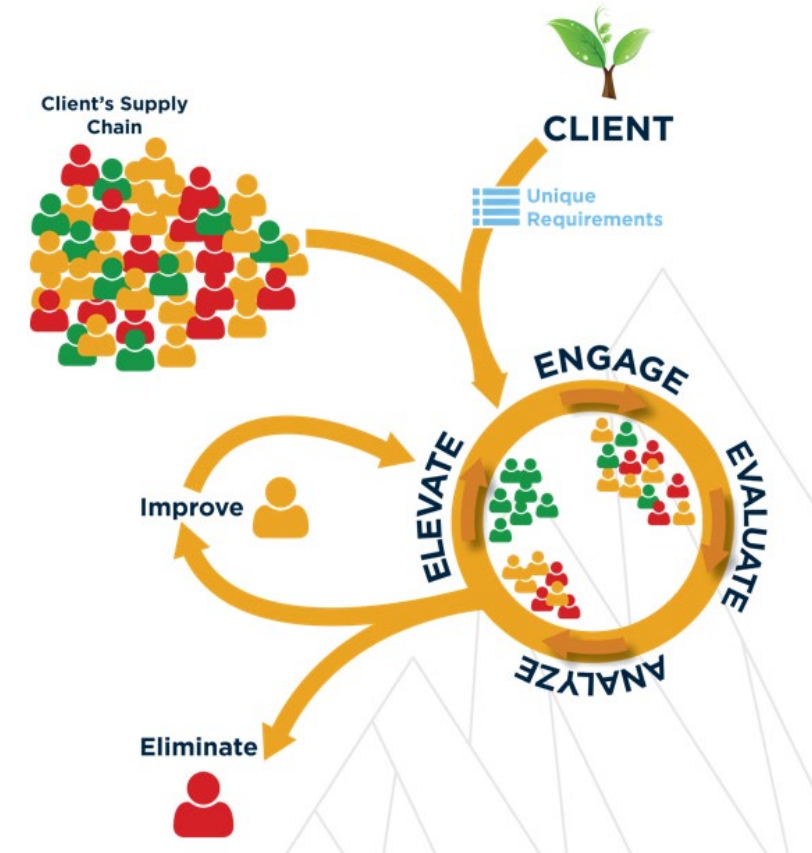 Client's Supply
Chain
CLIENT
Unique
Requirements
ENGAGE
EVALUATE
ANALYZE
ELEVATE
Improve
Eliminate